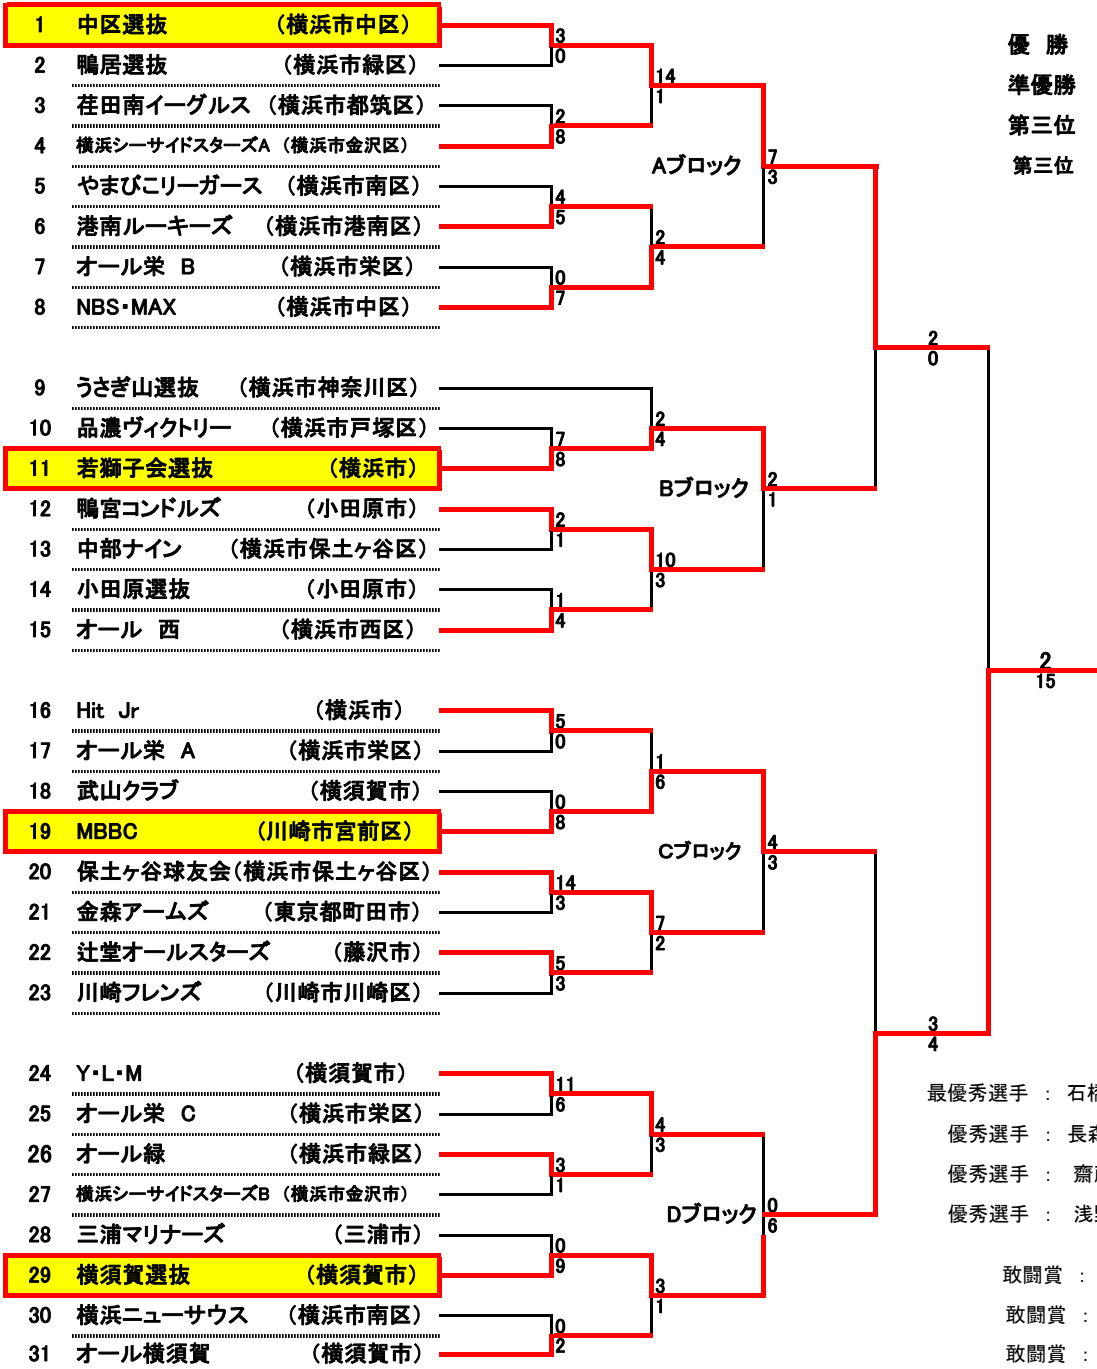 1 中区選抜 （横浜市中区）
3
0
2 鴨居選抜 （横浜市緑区）
14
1
3 荏田南イーグルス （横浜市都筑区）
2
8
4 横浜シーサイドスターズA （横浜市金沢区）
Aブロック
7
3
5 やまびこリーガース （横浜市南区）
4
5
6 港南ルーキーズ （横浜市港南区）
2
4
7 オール栄 B （横浜市栄区）
0
7
8 NBS・MAX （横浜市中区）
優 勝
準優勝
第三位
第三位
2
0
9 うさぎ山選抜 （横浜市神奈川区）
2
4
10 品濃ヴィクトリー （横浜市戸塚区）
7
8
11 若獅子会選抜 （横浜市）
Bブロック
2
1
12 鴨宮コンドルズ （小田原市）
2
1
13 中部ナイン （横浜市保土ヶ谷区）
10
3
14 小田原選抜 （小田原市）
1
4
15 オール 西 （横浜市西区）
2
15
16 Hit Jr （横浜市）
5
0
17 オール栄 A （横浜市栄区）
1
6
18 武山クラブ （横須賀市）
0
8
19 MBBC （川崎市宮前区）
Cブロック
4
3
20 保土ヶ谷球友会（横浜市保土ヶ谷区）
14
3
21 金森アームズ （東京都町田市）
7
2
22 辻堂オールスターズ （藤沢市）
5
3
23 川崎フレンズ （川崎市川崎区）
3
4
24 Y・L・M （横須賀市）
11
6
25 オール栄 C （横浜市栄区）
4
3
26 オール緑 （横浜市緑区）
3
1
27 横浜シーサイドスターズB （横浜市金沢市）
Dブロック
0
6
28 三浦マリナーズ （三浦市）
0
9
29 横須賀選抜 （横須賀市）
3
1
30 横浜ニューサウス （横浜市南区）
0
2
31 オール横須賀 （横須賀市）
最優秀選手 ： 石
優秀選手 ： 長
優秀選手 ：
優秀選手 ： 浅
敢闘賞 ：
敢闘賞 ：
敢闘賞 ：